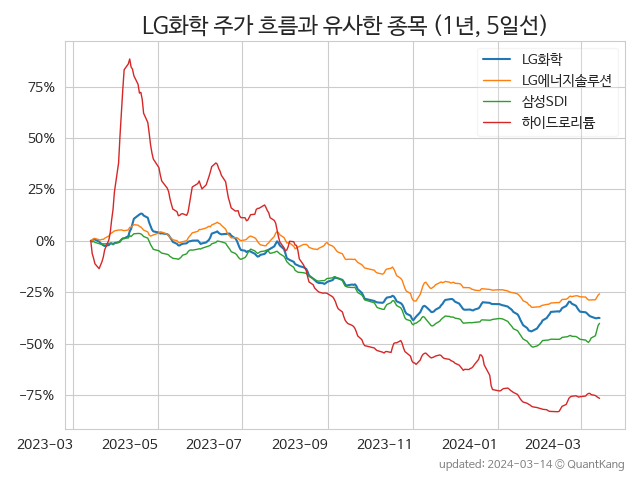 LG화학 주가 흐름과 유사한 종목 (1년, 5일선)
LG화학
LG에너지솔루션
삼성SDI
하이드로리튬
75%
50%
25%
0%
−25%
−50%
−75%
2023-03 2023-05 2023-07 2023-09 2023-11 2024-01 2024-03
updated: 2024-03-14 © QuantKang